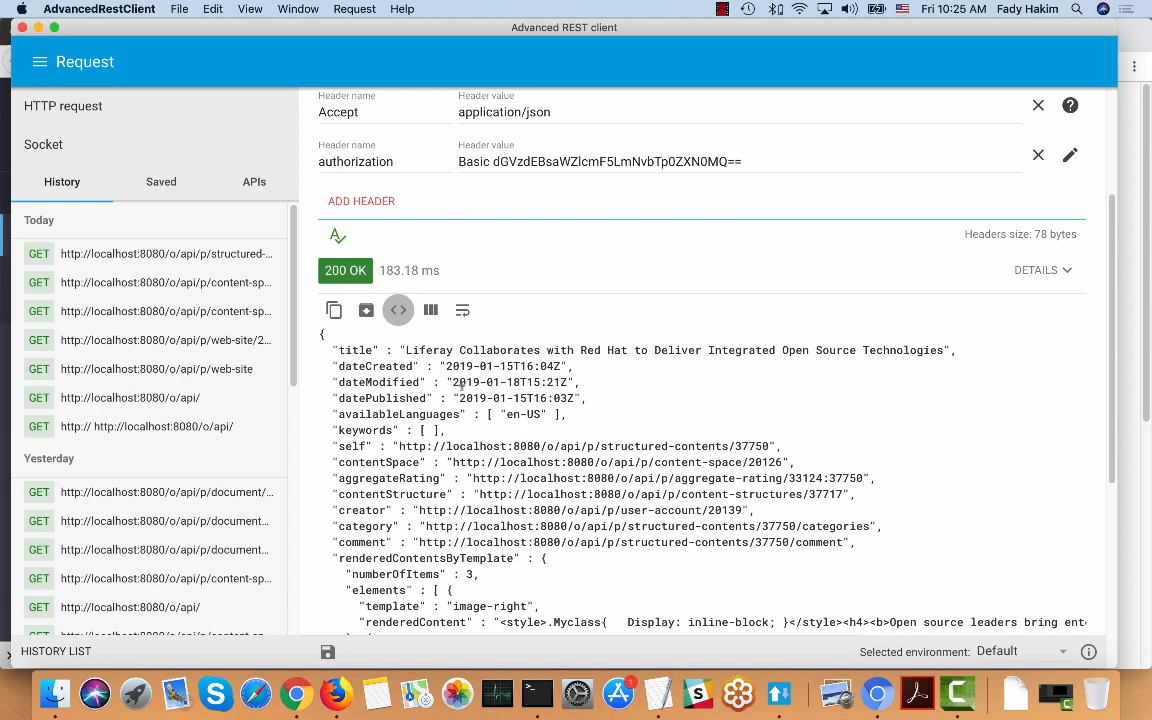 AdvancedRestClient File Edit View Window Request Help Fri 10:25 AM Fady Hakim
Advanced REST client
Request
HTTP request
Socket
History Saved APIs
Today
GET http://localhost:8080/o/api/p/structured-...
GET http://localhost:8080/o/api/p/content-sp...
GET http://localhost:8080/o/api/p/content-sp...
GET http://localhost:8080/o/api/p/web-site/2...
GET http://localhost:8080/o/api/p/web-site
GET http://localhost:8080/o/api/
GET http:// http://localhost:8080/o/api/
Yesterday
GET http://localhost:8080/o/api/p/document/...
GET http://localhost:8080/o/api/p/document...
GET http://localhost:8080/o/api/p/document...
GET http://localhost:8080/o/api/p/content-sp...
GET http://localhost:8080/o/api/
GET http://localhost:8080/o/api/p/content-sp...
HISTORY LIST
Header name Header value
Accept application/json
Header name Header value
authorization Basic dGVzdEBsaWZlcmF5LmNvbTp0ZXN0MQ==
ADD HEADER
Headers size: 78 bytes
200 OK 183.18 ms DETAILS
{
"title" : "Liferay Collaborates with Red Hat to Deliver Integrated Open Source Technologies",
"dateCreated" : "2019-01-15T16:04Z",
"dateModified" : "2019-01-18T15:21Z",
"datePublished" : "2019-01-15T16:03Z",
"availableLanguages" : [ "en-US" ],
"keywords" : [ ],
"self" : "http://localhost:8080/o/api/p/structured-contents/37750",
"contentSpace" : "http://localhost:8080/o/api/p/content-space/20126",
"aggregateRating" : "http://localhost:8080/o/api/p/aggregate-rating/33124:37750",
"contentStructure" : "http://localhost:8080/o/api/p/content-structures/37717",
"creator" : "http://localhost:8080/o/api/p/user-account/20139",
"category" : "http://localhost:8080/o/api/p/structured-contents/37750/categories",
"comment" : "http://localhost:8080/o/api/p/structured-contents/37750/comment",
"renderedContentsByTemplate" : {
"numberOfItems" : 3,
"elements" : [ {
"template" : "image-right",
"renderedContent" : "<style>.Myclass{ Display: inline-block; }</style><h4><b>Open source leaders bring ente
Selected environment: Default
1